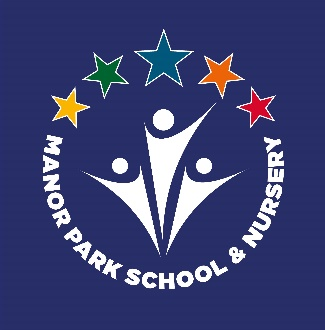 MANOR PARK SCHOOL & NURSERY